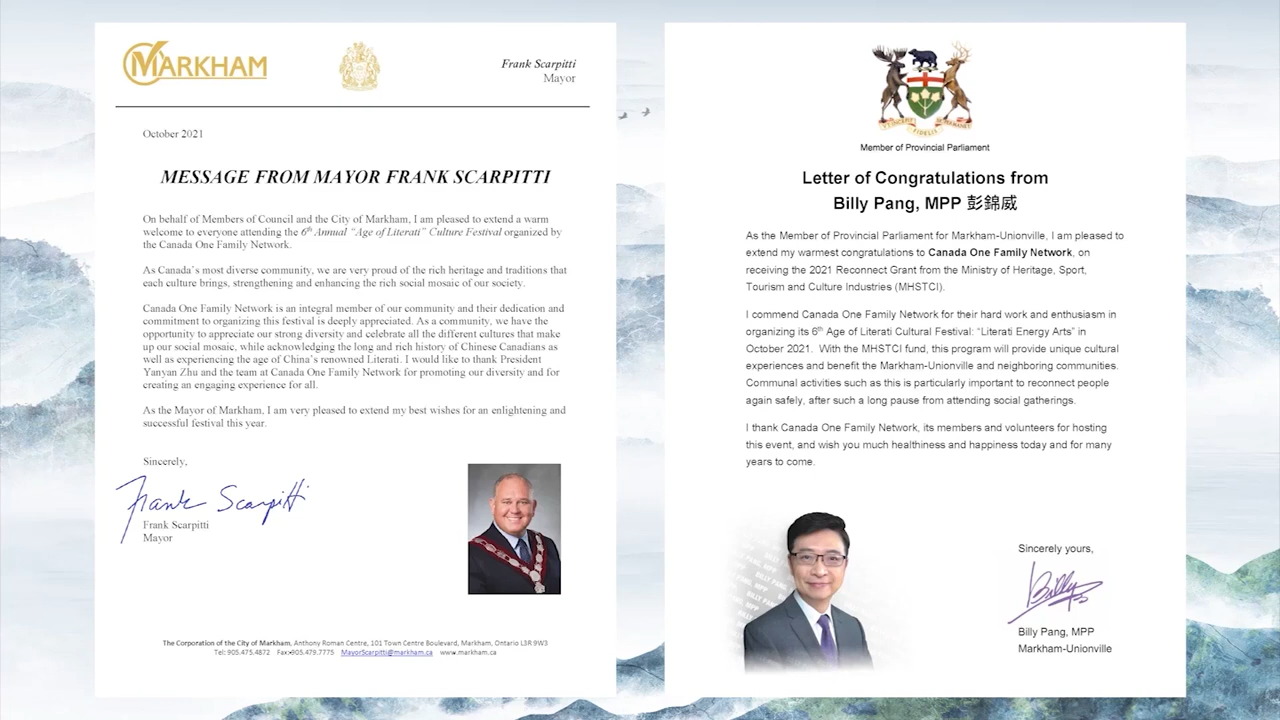 MARKHAM
Frank Scarpitti
Mayor
October 2021
MESSAGE FROM MAYOR FRANK SCARPITTI
On behalf of Members of Council and the City of Markham, I am pleased to extend a warm
welcome to everyone attending the 6th Annual “Age of Literati” Culture Festival organized by
the Canada One Family Network.
As Canada’s most diverse community, we are very proud of the rich heritage and traditions that
each culture brings, strengthening and enhancing the rich social mosaic of our society.
Canada One Family Network is an integral member of our community and their dedication and
commitment to organizing this festival is deeply appreciated. As a community, we have the
opportunity to appreciate our strong diversity and celebrate all the different cultures that make
up our social mosaic, while acknowledging the long and rich history of Chinese Canadians as
well as experiencing the age of China’s renowned Literati. I would like to thank President
Yanyan Zhu and the team at Canada One Family Network for promoting our diversity and for
creating an engaging experience for all.
As the Mayor of Markham, I am very pleased to extend my best wishes for an enlightening and
successful festival this year.
Sincerely,
Frank Scarpitti
Frank Scarpitti
Mayor
The Corporation of the City of Markham, Anthony Roman Centre, 101 Town Centre Boulevard, Markham, Ontario L3R 9W3
Tel: 905.475.4872 Fax:905.479.7775 MayorScarpitti@markham.ca www.markham.ca
Member of Provincial Parliament
Letter of Congratulations from
Billy Pang, MPP 彭錦威
As the Member of Provincial Parliament for Markham-Unionville, I am pleased to
extend my warmest congratulations to Canada One Family Network, on
receiving the 2021 Reconnect Grant from the Ministry of Heritage, Sport,
Tourism and Culture Industries (MHSTCI).
I commend Canada One Family Network for their hard work and enthusiasm in
organizing its 6th Age of Literati Cultural Festival: “Literati Energy Arts” in
October 2021. With the MHSTCI fund, this program will provide unique cultural
experiences and benefit the Markham-Unionville and neighboring communities.
Communal activities such as this is particularly important to reconnect people
again safely, after such a long pause from attending social gatherings.
I thank Canada One Family Network, its members and volunteers for hosting
this event, and wish you much healthiness and happiness today and for many
years to come.
Sincerely yours,
Billy
Billy Pang, MPP
Markham-Unionville